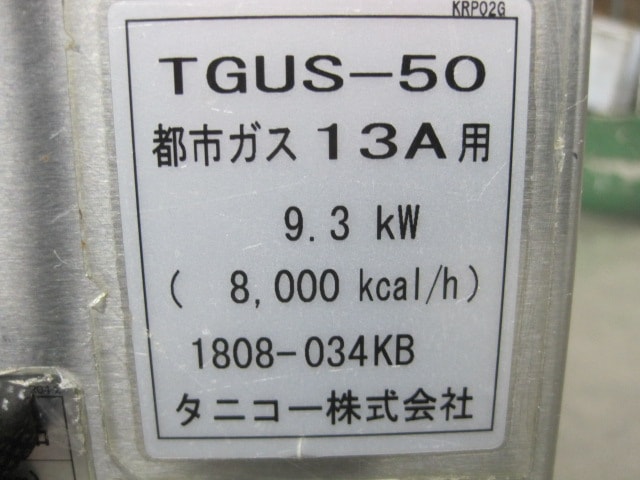 KRP02G
TGUS-50
都市ガス 13A用
9.3 kW
( 8,000 kcal/h)
1808-034KB
タニコー株式会社